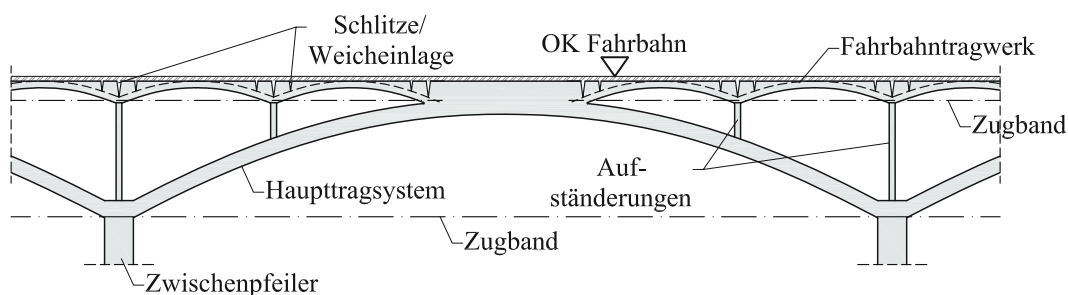 Schlitze/
Weicheinlage
OK Fahrbahn
Fahrbahntragwerk
Zugband
Haupttragsystem
Auf-
ständerungen
Zugband
Zwischenpfeiler